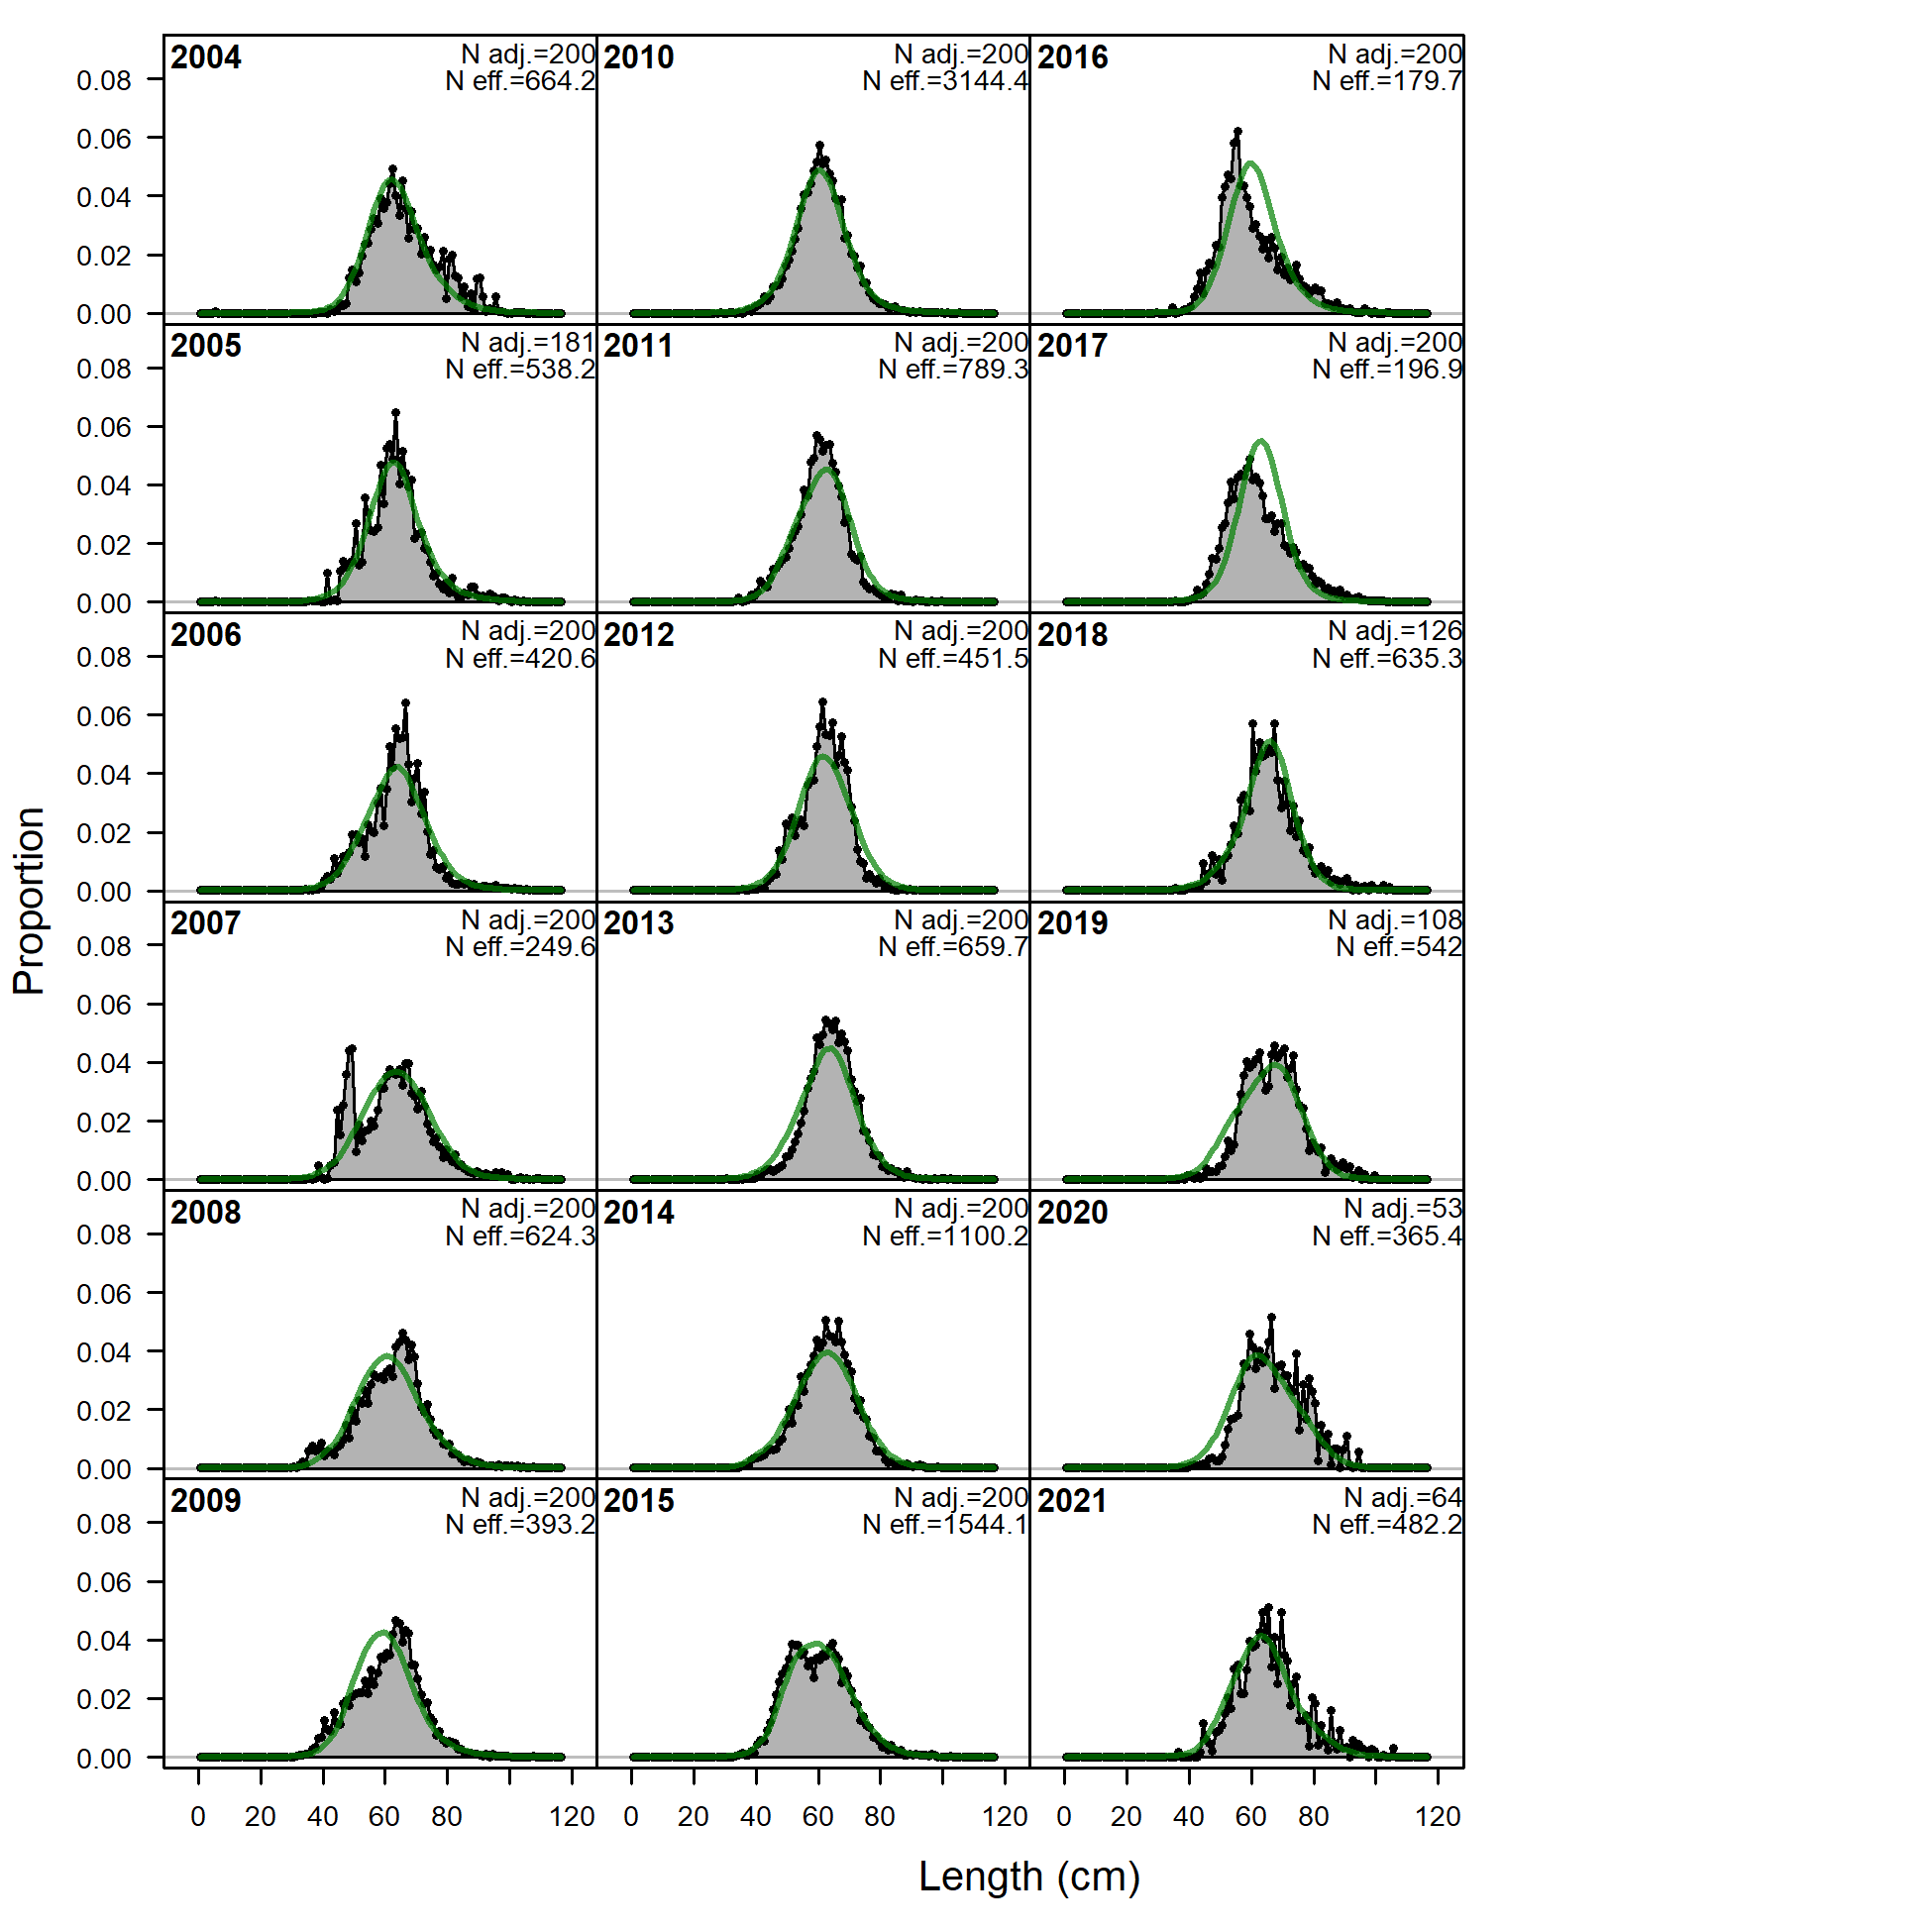 2004
N adj.=200
N eff.=664.2
2010
N adj.=200
N eff.=3144.4
2016
N adj.=200
N eff.=179.7
0.08
0.06
0.04
0.02
0.00
2005
N adj.=181
N eff.=538.2
2011
N adj.=200
N eff.=789.3
2017
N adj.=200
N eff.=196.9
0.08
0.06
0.04
0.02
0.00
2006
N adj.=200
N eff.=420.6
2012
N adj.=200
N eff.=451.5
2018
N adj.=126
N eff.=635.3
0.08
0.06
0.04
0.02
0.00
2007
N adj.=200
N eff.=249.6
2013
N adj.=200
N eff.=659.7
2019
N adj.=108
N eff.=542
0.08
0.06
0.04
0.02
0.00
2008
N adj.=200
N eff.=624.3
2014
N adj.=200
N eff.=1100.2
2020
N adj.=53
N eff.=365.4
0.08
0.06
0.04
0.02
0.00
2009
N adj.=200
N eff.=393.2
2015
N adj.=200
N eff.=1544.1
2021
N adj.=64
N eff.=482.2
0.08
0.06
0.04
0.02
0.00
0 20 40 60 80 120
0 20 40 60 80 120
0 20 40 60 80 120
Length (cm)
Proportion